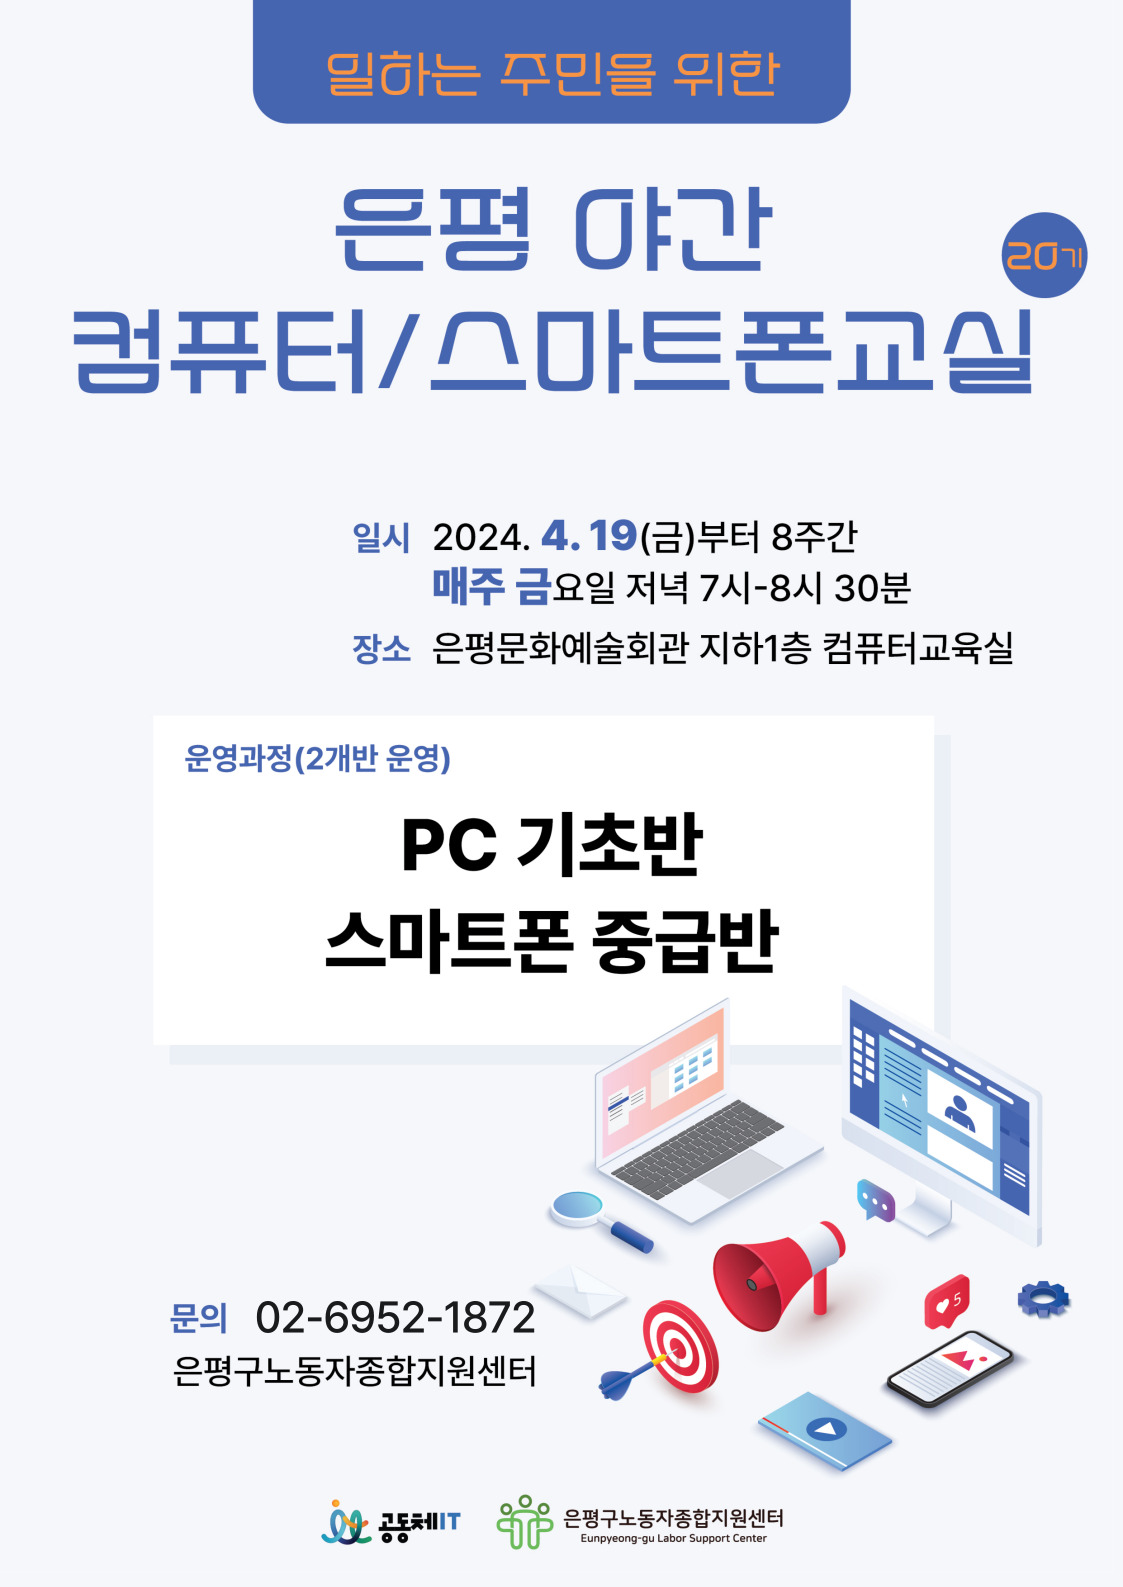 일하는 주민을 위한
은평 야간
20기
컴퓨터/스마트폰교실
일시 2024. 4. 19(금)부터 8주간
매주 금요일 저녁 7시-8시 30분
장소 은평문화예술회관 지하1층 컴퓨터교육실
운영과정(2개반 운영)
PC 기초반
스마트폰 중급반
5
문의 02-6952-1872
은평구노동자종합지원센터
공동체IT
은평구노동자종합지원센터
Eunpyeong-gu Labor Support Center